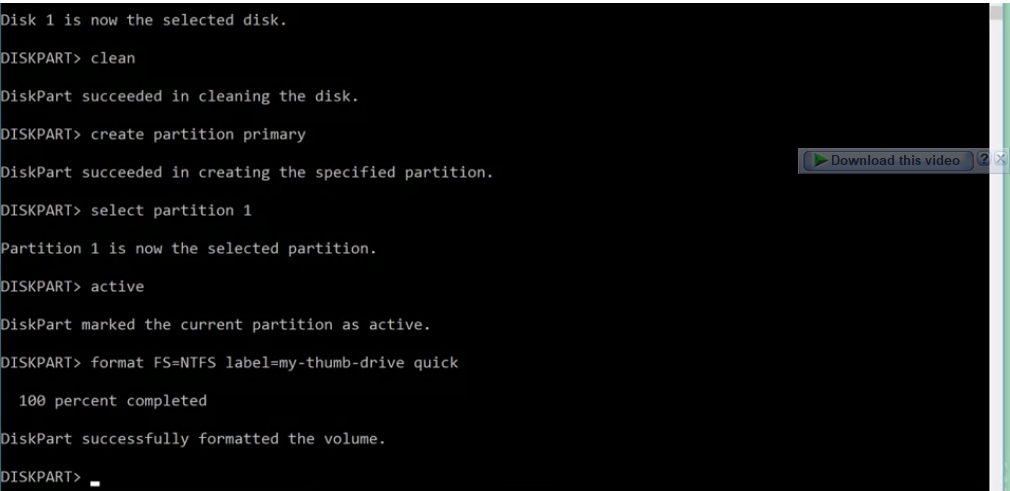 Disk 1 is now the selected disk.
DISKPART> clean
DiskPart succeeded in cleaning the disk.
DISKPART> create partition primary
Download this video ?
DiskPart succeeded in creating the specified partition.
DISKPART> select partition 1
Partition 1 is now the selected partition.
DISKPART> active
DiskPart marked the current partition as active.
DISKPART> format FS=NTFS label=my-thumb-drive quick
100 percent completed
DiskPart successfully formatted the volume.
DISKPART>